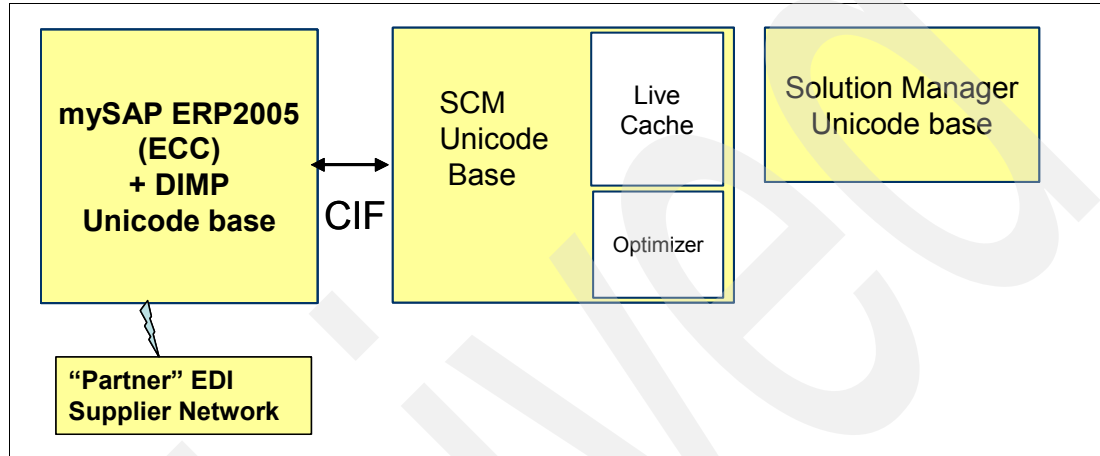 mySAP ERP2005
(ECC)
+ DIMP
Unicode base
CIF
SCM
Unicode
Base
Live
Cache
Optimizer
Solution Manager
Unicode base
“Partner” EDI
Supplier Network